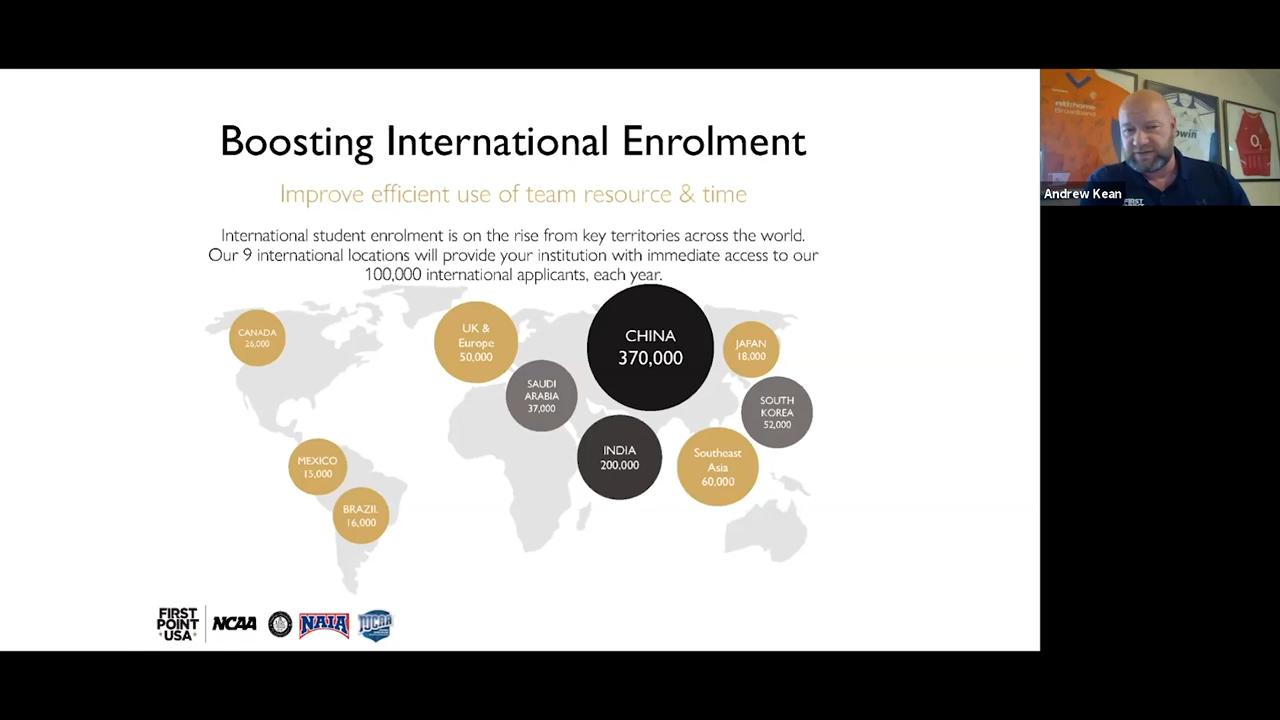 Boosting International Enrolment
Improve efficient use of team resource & time
International student enrolment is on the rise from key territories across the world.
Our 9 international locations will provide your institution with immediate access to our
100,000 international applicants, each year.
CANADA
26,000
UK &
Europe
50,000
CHINA
370,000
JAPAN
18,000
SAUDI
ARABIA
37,000
SOUTH
KOREA
52,000
INDIA
200,000
Southeast
Asia
60,000
MEXICO
15,000
BRAZIL
16,000
FIRST
POINT
USA
NCAA
NAIA
NJCAA
Andrew Kean
FIRST